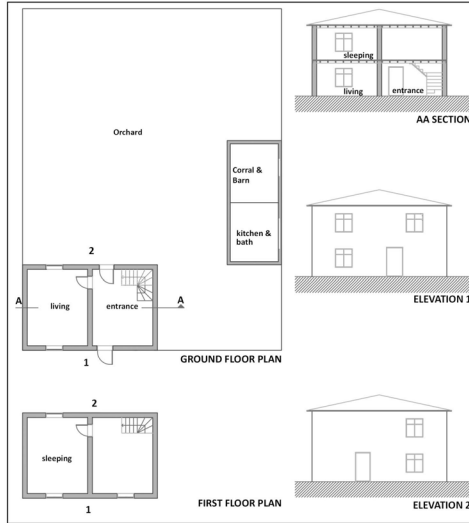 Orchard
Corral &
Barn
kitchen &
bath
2
A
living
entrance
A
1
GROUND FLOOR PLAN
2
sleeping
1
FIRST FLOOR PLAN
sleeping
living
entrance
AA SECTION
ELEVATION 1
ELEVATION 2